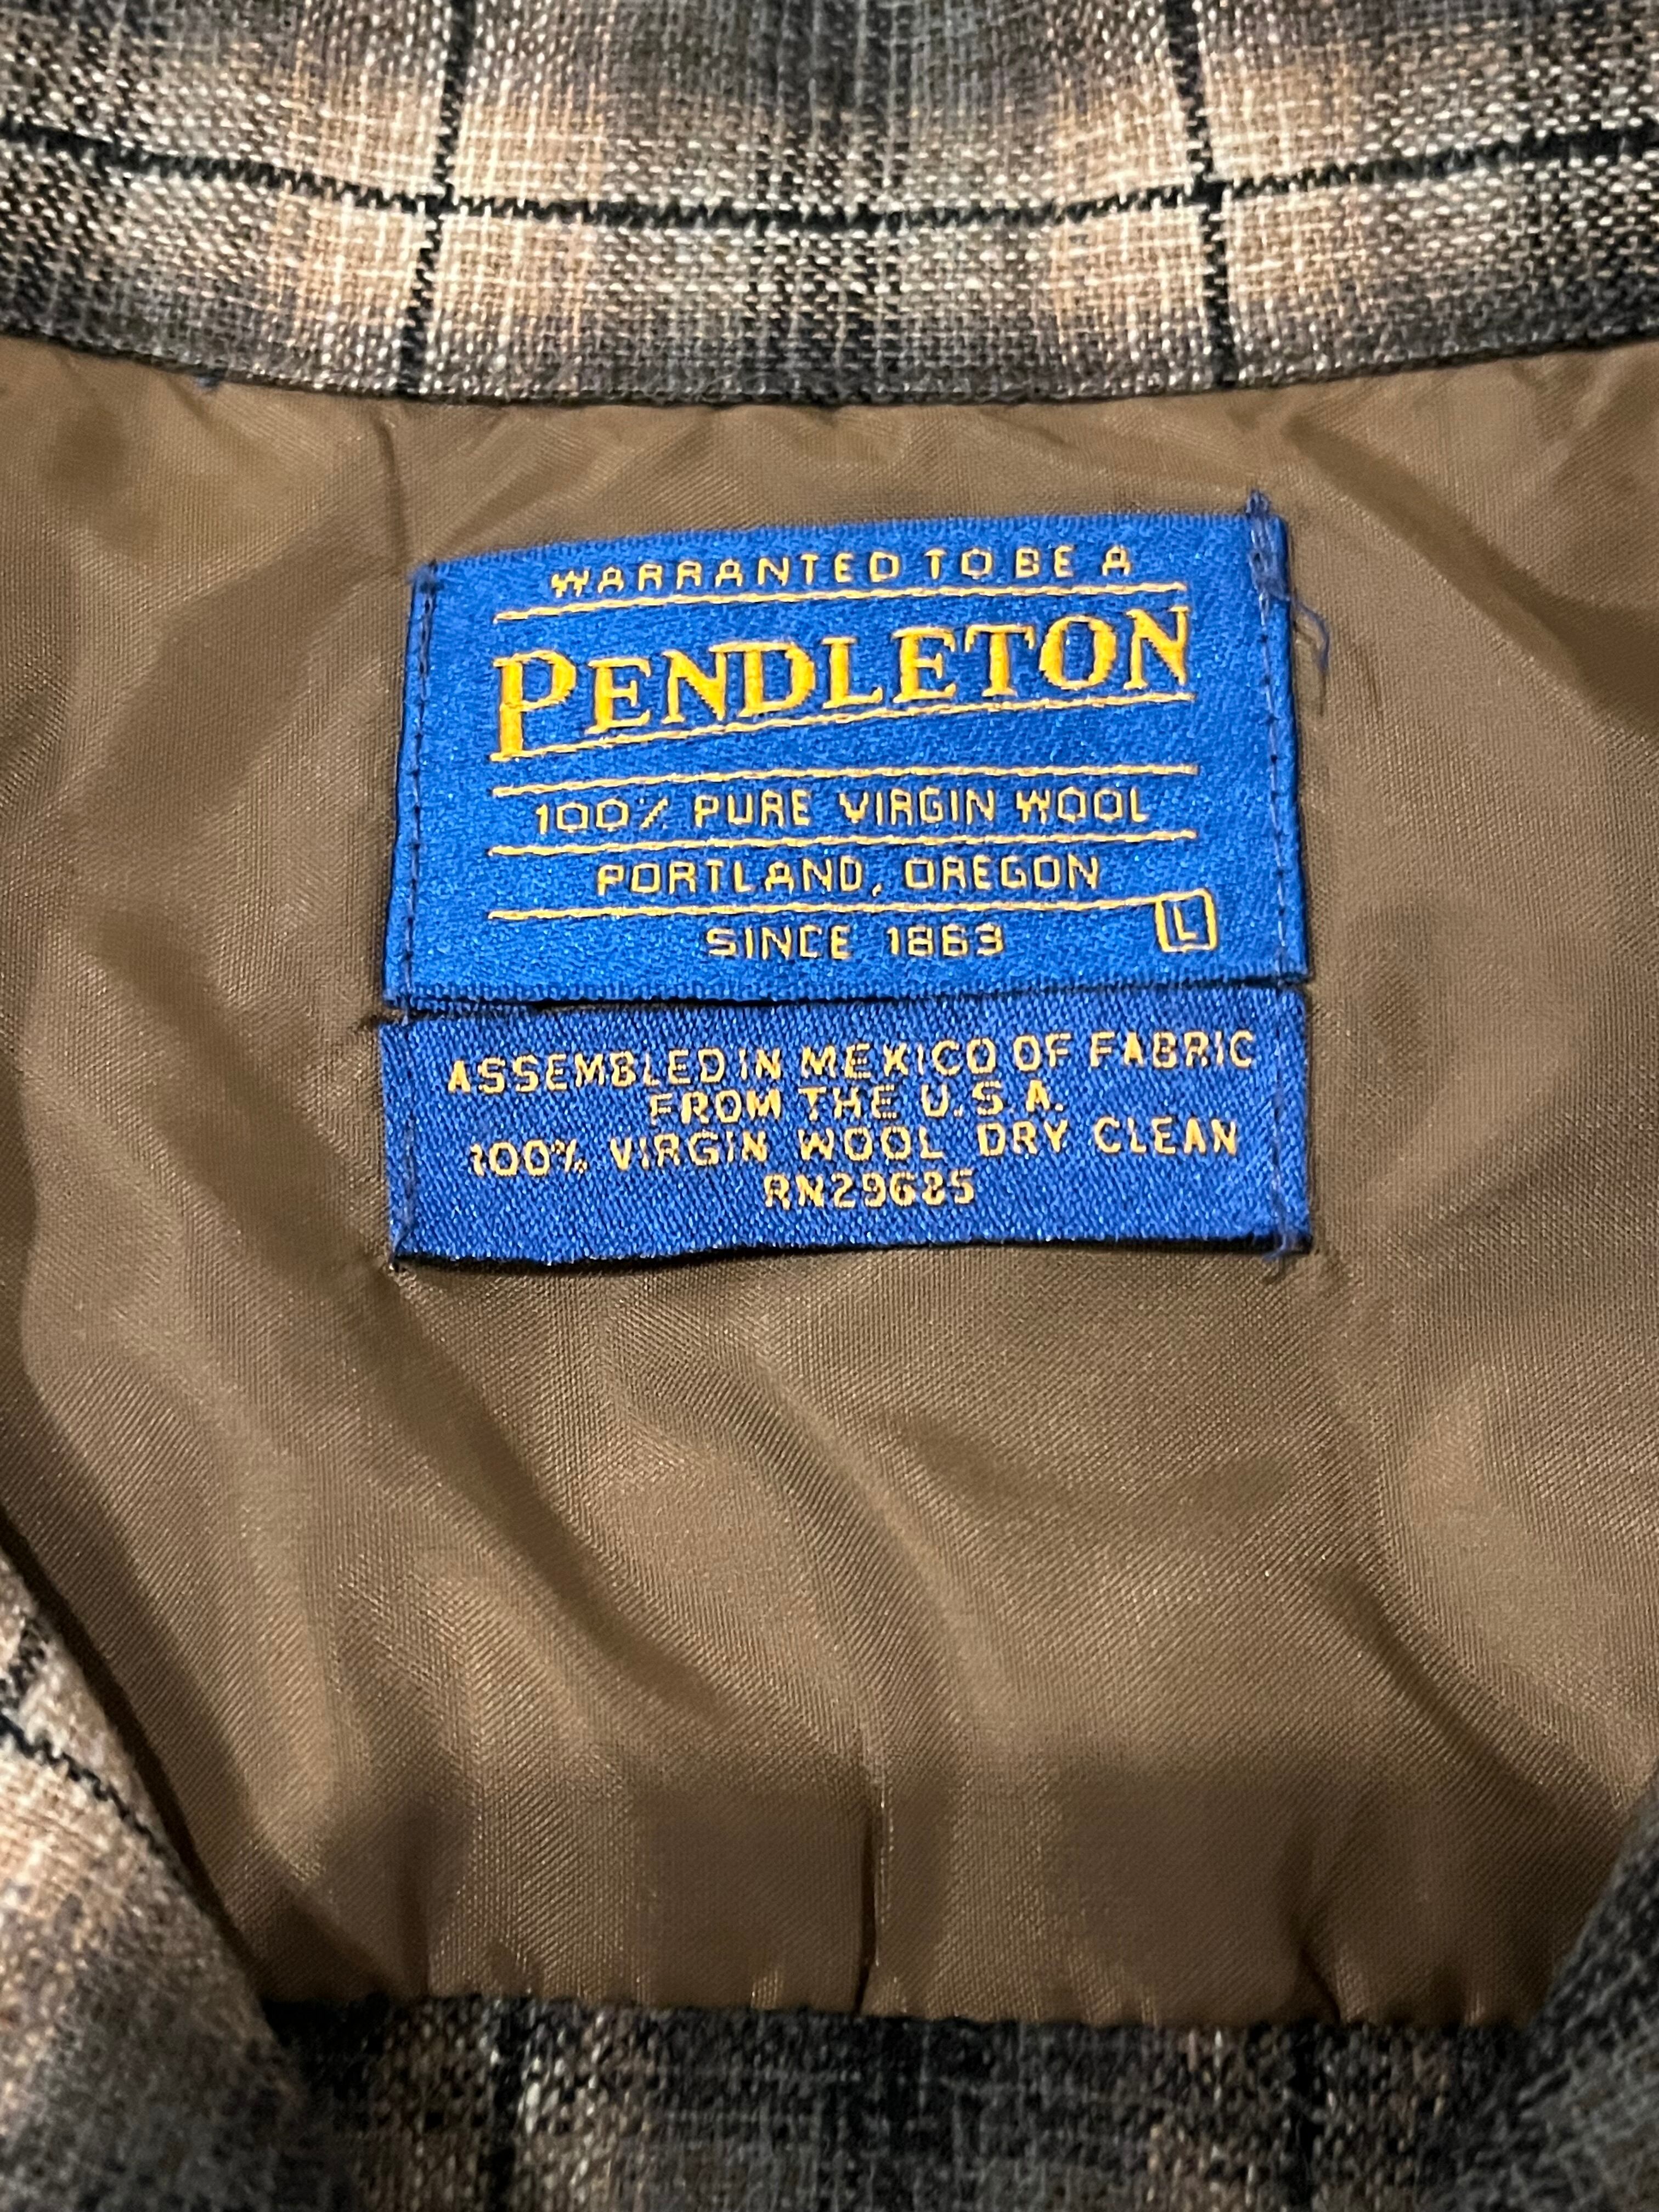 WARRANTED TO BE A
PENDLETON
100% PURE VIRGIN WOOL
PORTLAND, OREGON
SINCE 1863 L
ASSEMBLED IN MEXICO OF FABRIC
FROM THE U.S.A.
100% VIRGIN WOOL DRY CLEAN
RN29685